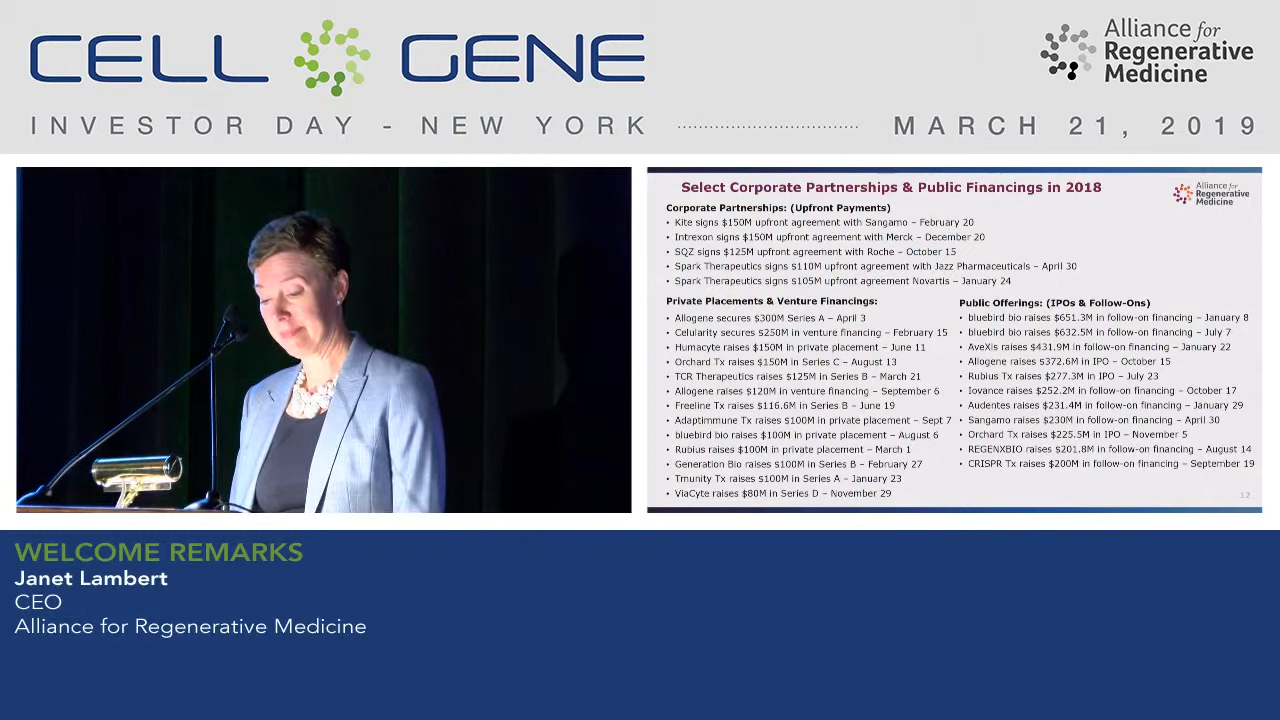 CELL GENE
Alliance for
Regenerative
Medicine
INVESTOR DAY - NEW YORK
MARCH 21, 2019
Select Corporate Partnerships & Public Financings in 2018
Alliance for
Regenerative
Medicine
Corporate Partnerships: (Upfront Payments)
• Kite signs $150M upfront agreement with Sangamo – February 20
• Intrexon signs $150M upfront agreement with Merck – December 20
• SQZ signs $125M upfront agreement with Roche – October 15
• Spark Therapeutics signs $110M upfront agreement with Jazz Pharmaceuticals – April 30
• Spark Therapeutics signs $105M upfront agreement Novartis – January 24
Private Placements & Venture Financings:
• Allogene secures $300M Series A – April 3
• Celularity secures $250M in venture financing – February 15
• Humacyte raises $150M in private placement – June 11
• Orchard Tx raises $150M in Series C – August 13
• TCR Therapeutics raises $125M in Series B – March 21
• Allogene raises $120M in venture financing – September 6
• Freeline Tx raises $116.6M in Series B – June 19
• Adaptimmune Tx raises $100M in private placement – Sept 7
• bluebird bio raises $100M in private placement – August 6
• Rubius raises $100M in private placement – March 1
• Generation Bio raises $100M in Series B – February 27
• Tmunity Tx raises $100M in Series A – January 23
• ViaCyte raises $80M in Series D – November 29
Public Offerings: (IPOs & Follow-Ons)
• bluebird bio raises $651.3M in follow-on financing – January 8
• bluebird bio raises $632.5M in follow-on financing – July 7
• AveXis raises $431.9M in follow-on financing – January 22
• Allogene raises $372.6M in IPO – October 15
• Rubius Tx raises $277.3M in IPO – July 23
• Iovance raises $252.2M in follow-on financing – October 17
• Audentes raises $231.4M in follow-on financing – January 29
• Sangamo raises $230M in follow-on financing – April 30
• Orchard Tx raises $225.5M in IPO – November 5
• REGENXBIO raises $201.8M in follow-on financing – August 14
• CRISPR Tx raises $200M in follow-on financing – September 19
12
WELCOME REMARKS
Janet Lambert
CEO
Alliance for Regenerative Medicine